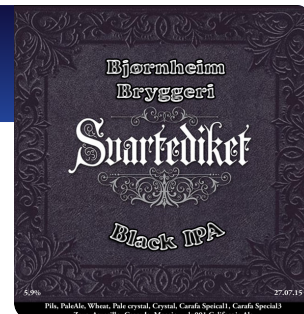 Bjørnheim
Bryggeri
Svartediket
Black IPA
5,9%
27.07.15
Pils, PaleAle, Wheat, Pale crystal, Crystal, Carafa Speical1, Carafa Special3